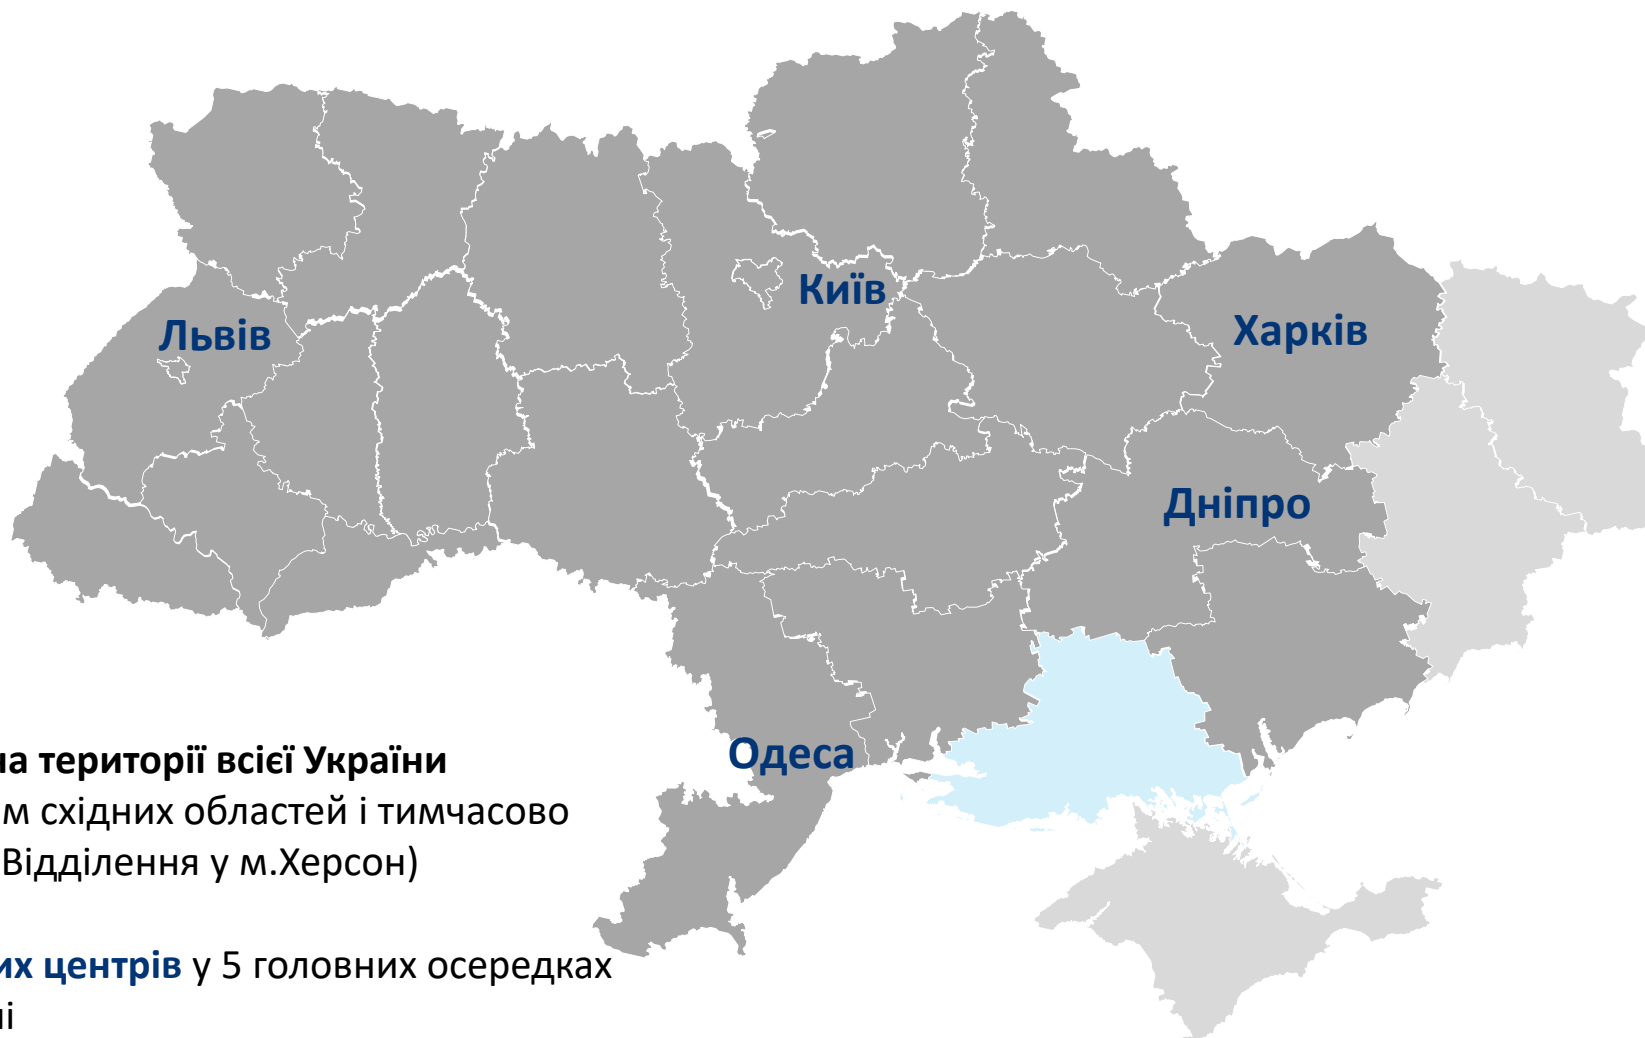 Київ
Львів
Харків
Дніпро
Одеса
на території всієї України
м східних областей і тимчасово
Відділення у м.Херсон)
их центрів у 5 головних осередках